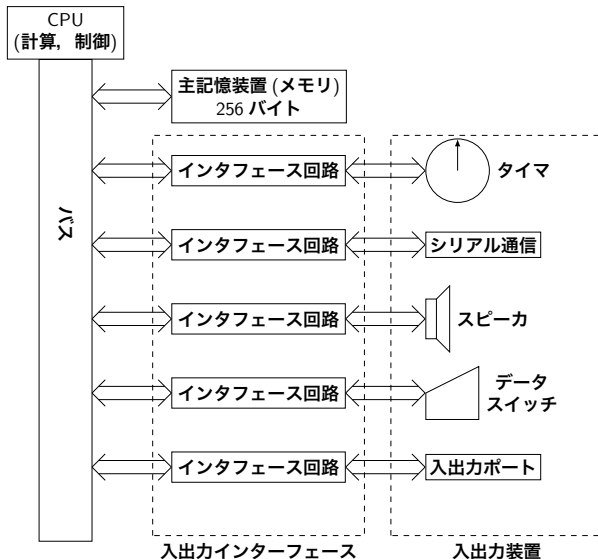 CPU
(計算，制御)
主記憶装置 (メモリ)
256 バイト
バス
インタフェース回路
タイマ
インタフェース回路
シリアル通信
インタフェース回路
スピーカ
インタフェース回路
データ
スイッチ
インタフェース回路
入出力ポート
入出力インターフェース
入出力装置